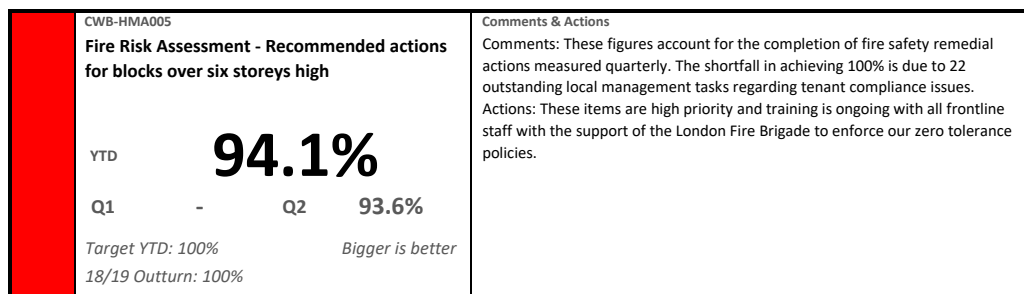 CWB-HMA005
Fire Risk Assessment - Recommended actions
for blocks over six storeys high
YTD 94.1%
Q1 - Q2 93.6%
Target YTD: 100% Bigger is better
18/19 Outturn: 100%
Comments & Actions
Comments: These figures account for the completion of fire safety remedial
actions measured quarterly. The shortfall in achieving 100% is due to 22
outstanding local management tasks regarding tenant compliance issues.
Actions: These items are high priority and training is ongoing with all frontline
staff with the support of the London Fire Brigade to enforce our zero tolerance
policies.